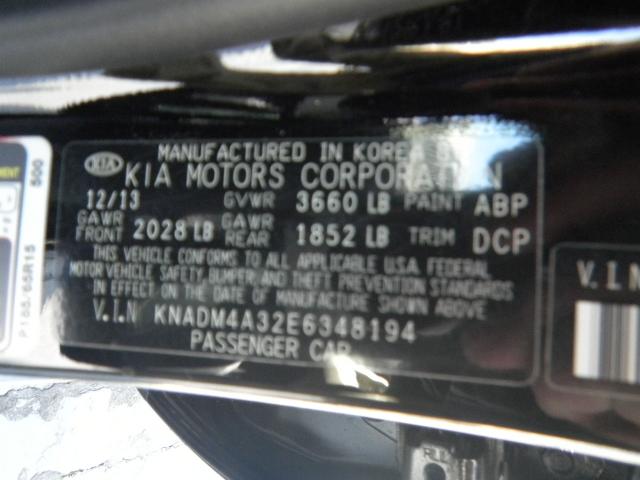 MANUFACTURED IN KOREA BY
KIA KIA MOTORS CORPORATION
12/13 GVWR 3660 LB PAINT ABP
GAWR FRONT 2028 LB GAWR REAR 1852 LB TRIM DCP
THIS VEHICLE CONFORMS TO ALL APPLICABLE U.S.A. FEDERAL
MOTOR VEHICLE SAFETY, BUMPER, AND THEFT PREVENTION STANDARDS
IN EFFECT ON THE DATE OF MANUFACTURE SHOWN ABOVE
V.I.N KNADM4A32E6348194
PASSENGER CAR
500
P185/65R15
V.I.N